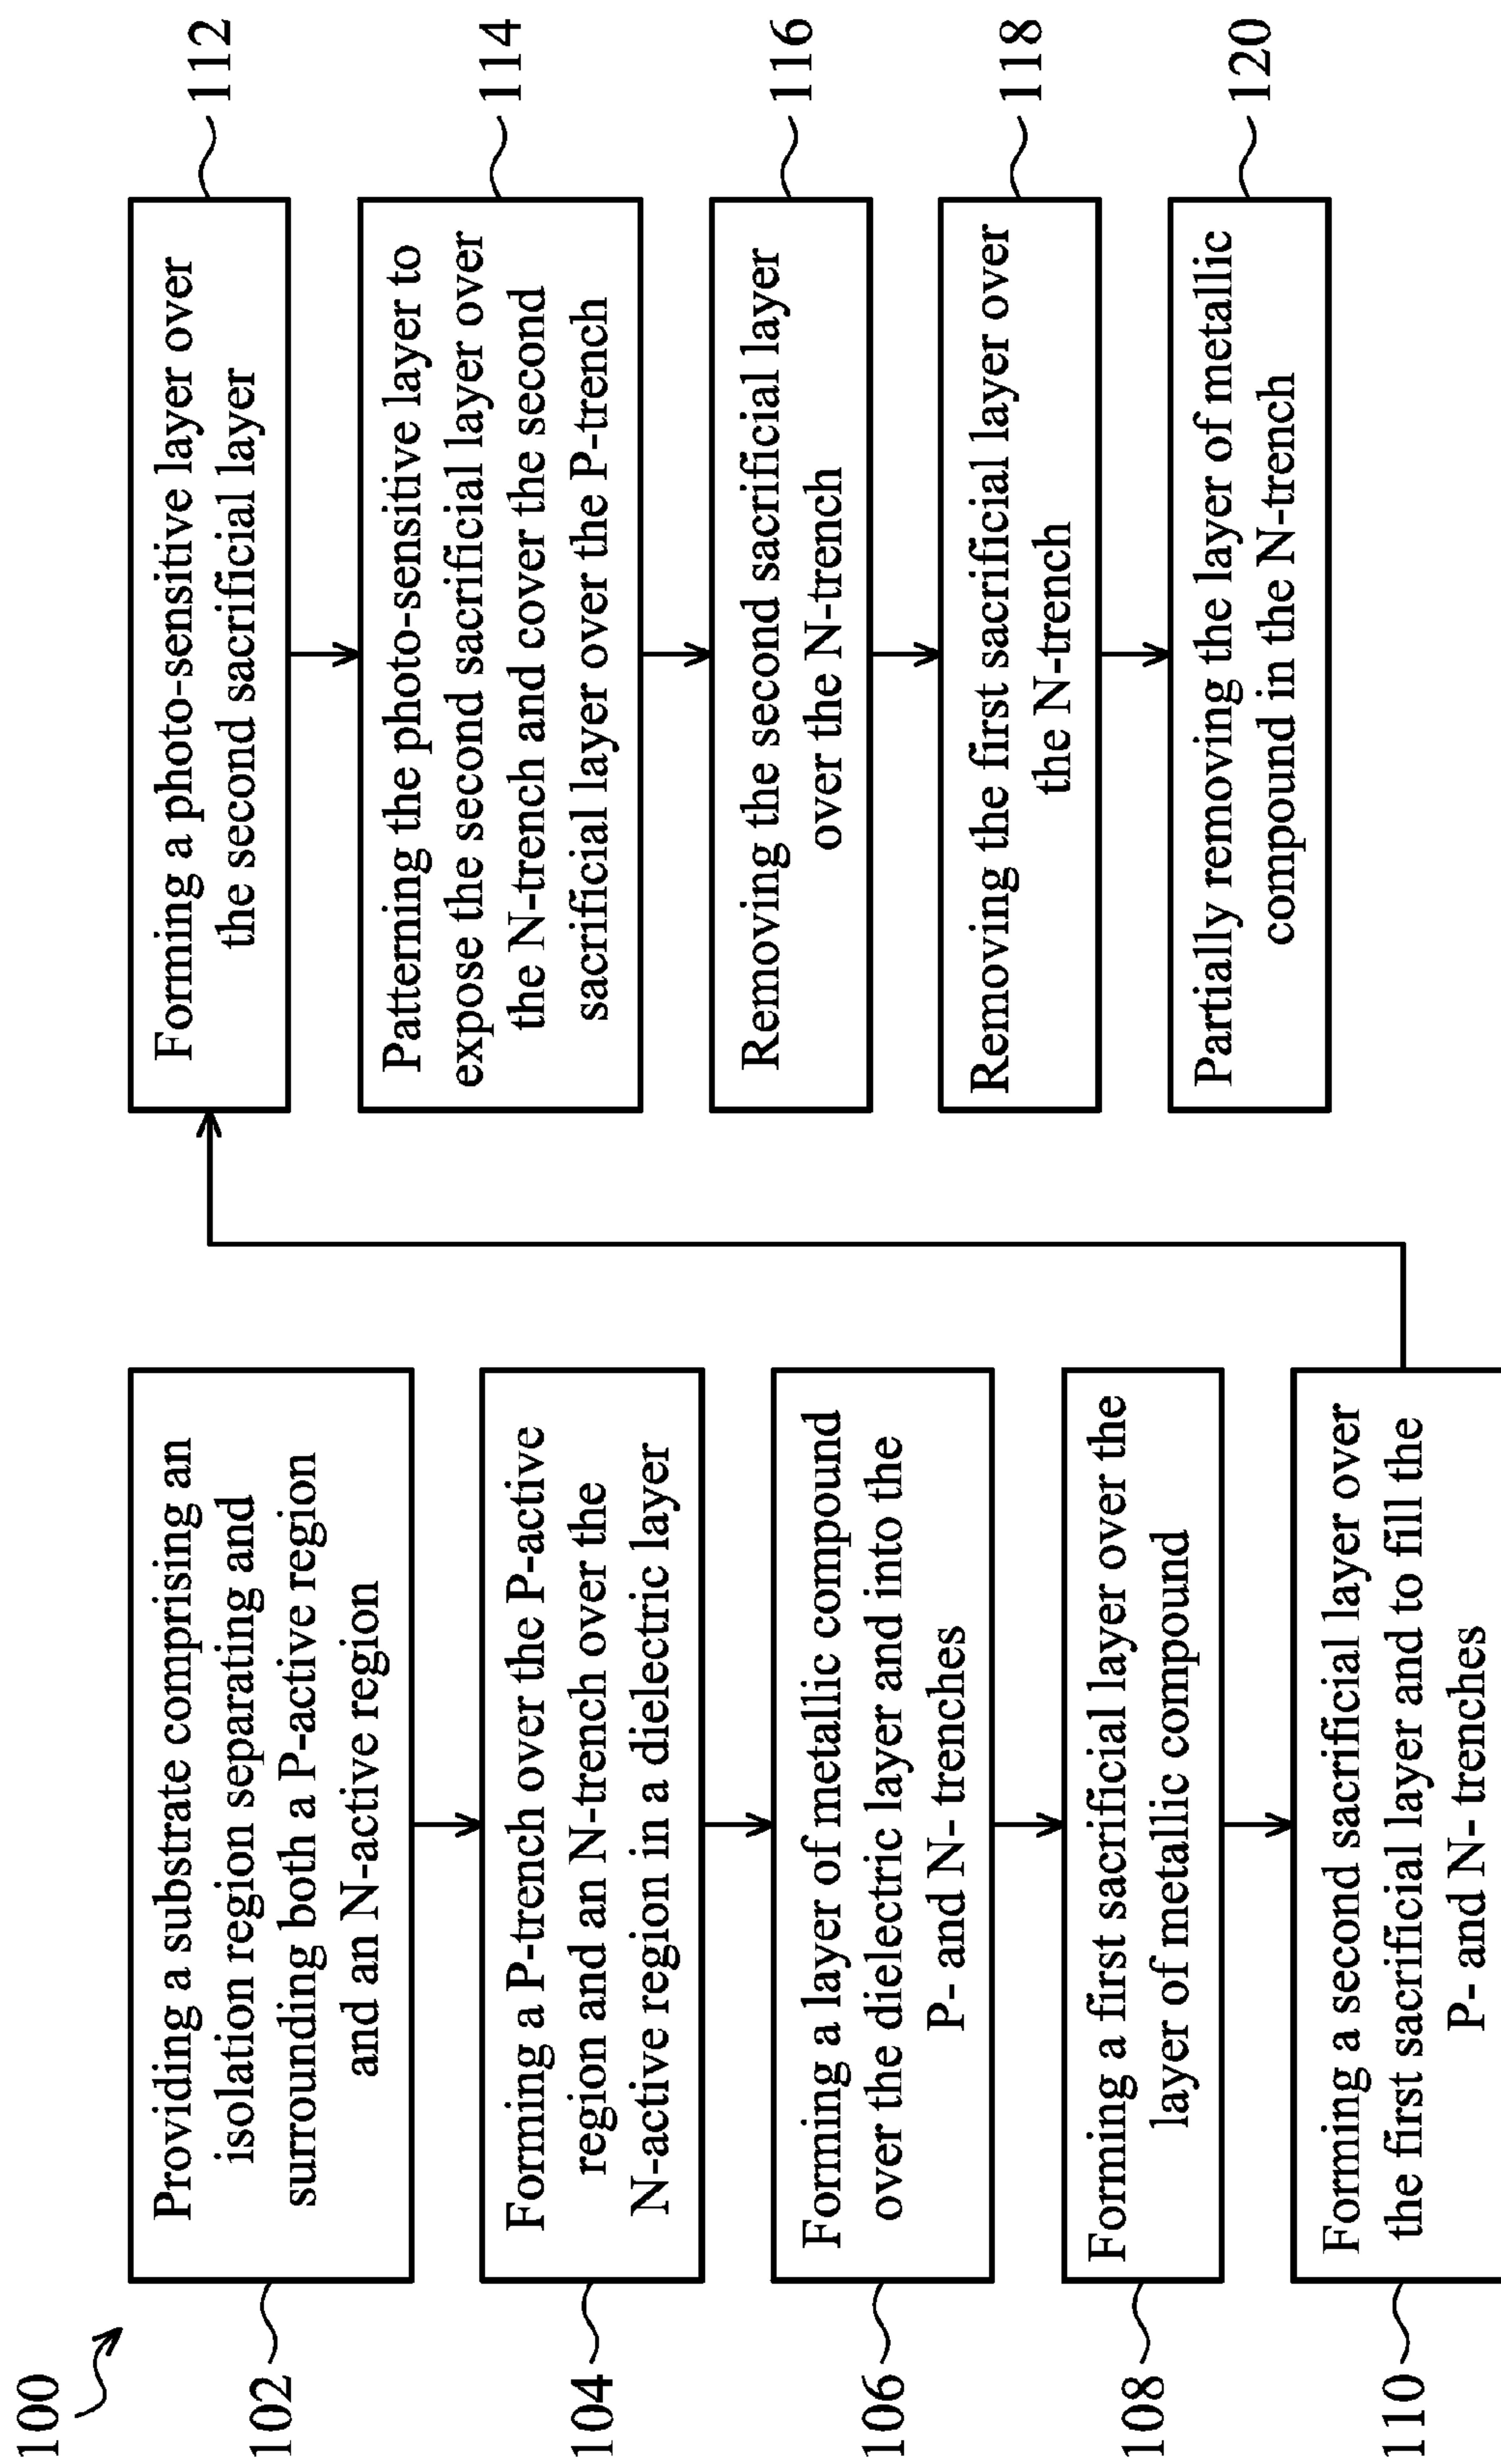 100
102
Providing a substrate comprising an
isolation region separating and
surrounding both a P-active region
and an N-active region
104
Forming a P-trench over the P-active
region and an N-trench over the
N-active region in a dielectric layer
106
Forming a layer of metallic compound
over the dielectric layer and into the
P- and N- trenches
108
Forming a first sacrificial layer over the
layer of metallic compound
110
Forming a second sacrificial layer over
the first sacrificial layer and to fill the
P- and N- trenches
Forming a photo-sensitive layer over
the second sacrificial layer
112
Patterning the photo-sensitive layer to
expose the second sacrificial layer over
the N-trench and cover the second
sacrificial layer over the P-trench
114
Removing the second sacrificial layer
over the N-trench
116
Removing the first sacrificial layer over
the N-trench
118
Partially removing the layer of metallic
compound in the N-trench
120